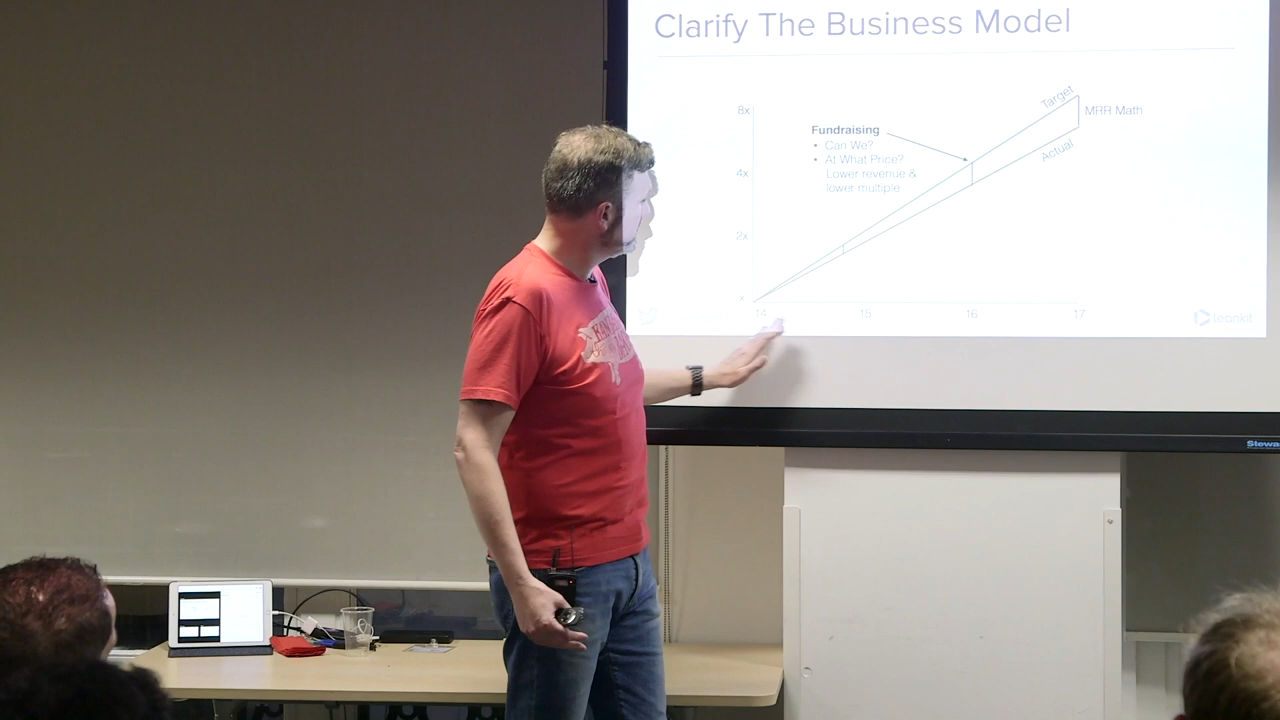 Clarify The Business Model
8x
Target
MRR Math
Fundraising
• Can We?
Actual
• At What Price?
4x
Lower revenue &
lower multiple
2x
x
14
15
16
17
leankit
Stewa